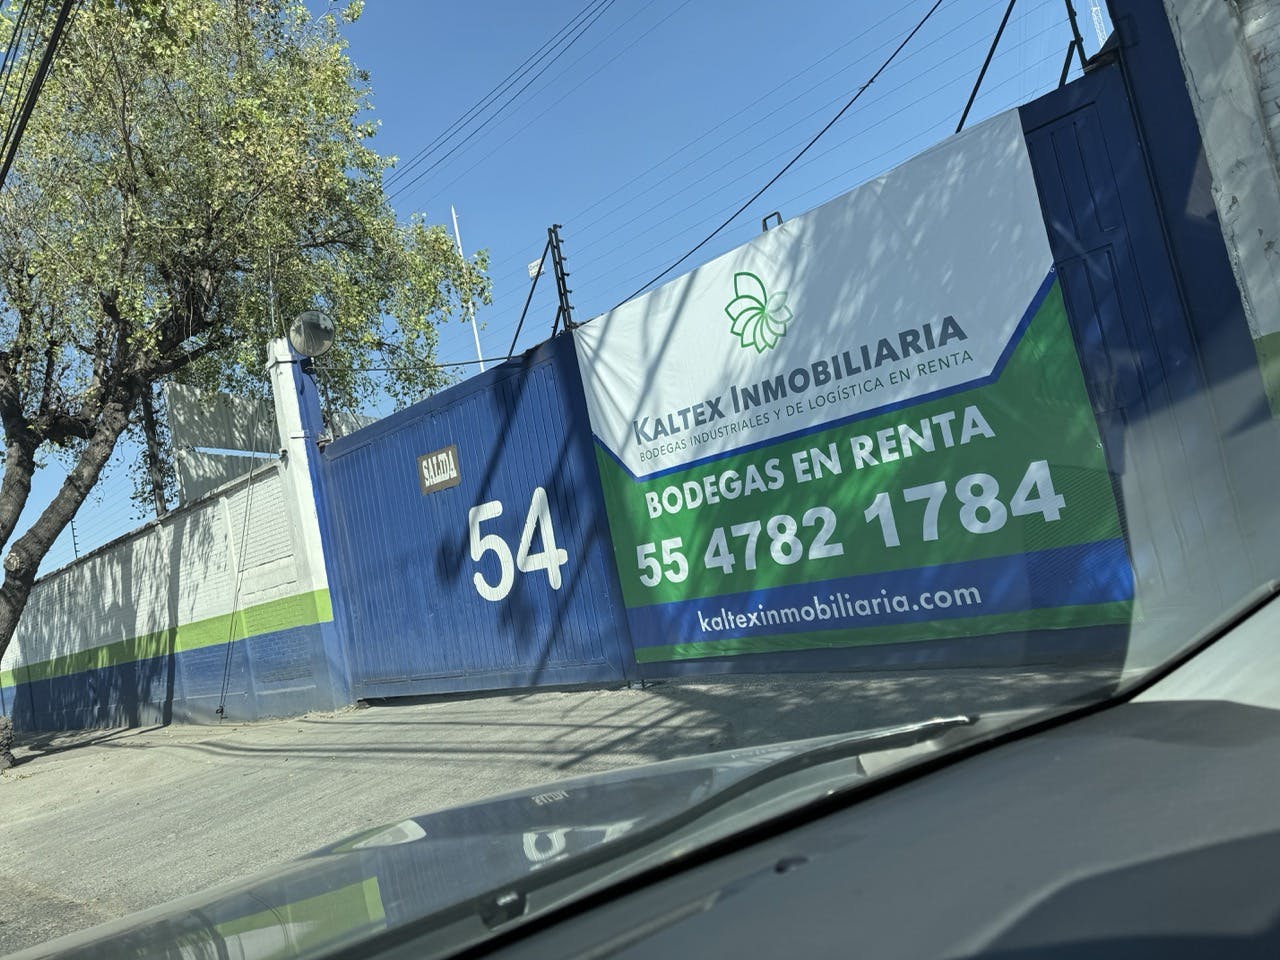 SALIDA
54
KALTEX INMOBILIARIA
BODEGAS INDUSTRIALES Y DE LOGÍSTICA EN RENTA
BODEGAS EN RENTA
55 4782 1784
kaltexinmobiliaria.com